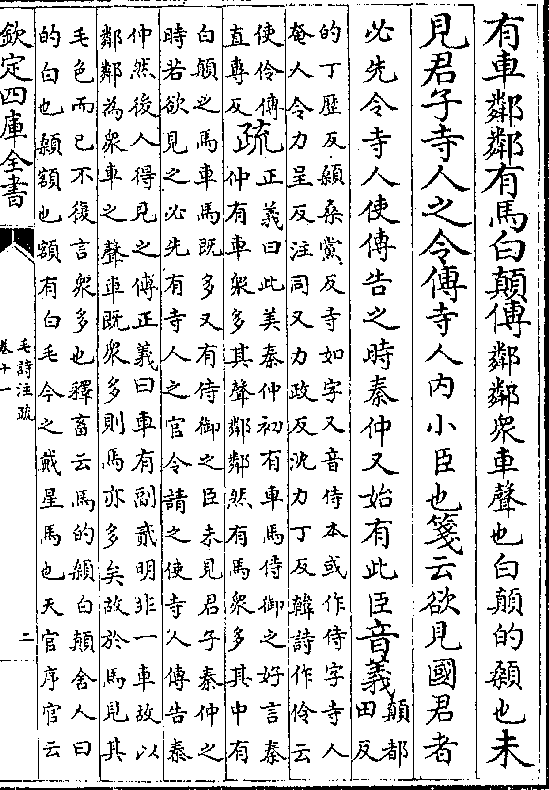 有車鄰鄰有馬白顛傳鄰鄰衆車聲也白顛的顙也未
見君子寺人之令傳寺人内小臣也箋云欲見國君者
必先令寺人使傳告之時秦仲又始有此臣音義顛都
田反
的丁歴反顙桑黨反寺如字又音侍本或作侍字寺人
奄人令力呈反注同又力政反沈力丁反韓詩作伶云
使伶傳
直專反
疏正義曰此美秦仲初有車馬侍御之好言秦
仲有車衆多其聲鄰鄰然有馬衆多其中有
白顛之馬車馬既多又有侍御之臣未見君子秦仲之
時若欲見之必先有寺人之官令請之使寺人傳告秦
仲然後人得見之傳正義曰車有副貳明非一車故以
鄰鄰為衆車之聲車既衆多則馬亦多矣故於馬見其
毛色而已不復言衆多也釋畜云馬的顙白顛舍人曰
的白也顙額也額有白毛今之戴星馬也天官序官云
欽定四庫全書
毛詩注疏
卷十一
二